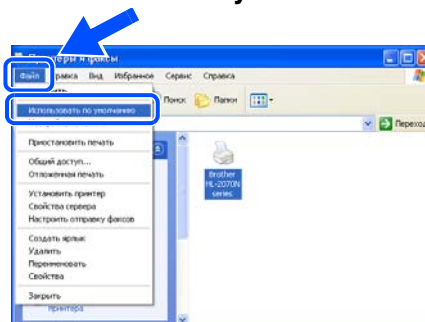 Принтеры и факсы
Файл Правка Вид Избранное Сервис Справка
Поиск Папки
Использовать по умолчанию
Переход
Приостановить печать
Общий доступ...
Отложенная печать
Установить принтер
Свойства сервера
Настроить отправку факсов
Создать ярлык
Удалить
Переименовать
Свойства
Закрыть
принтера
Brother
HL-2070N
series